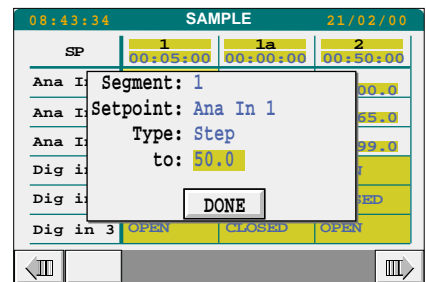 08:43:34 SAMPLE 21/02/00
SP 1 1a 2
00:05:00 00:00:00 00:50:00
Ana I 00.0
Ana I 65.0
Ana I 99.0
Dig i
Dig i SED
Dig in 3 OPEN CLOSED OPEN
Segment: 1
Setpoint: Ana In 1
Type: Step
to: 50.0
DONE